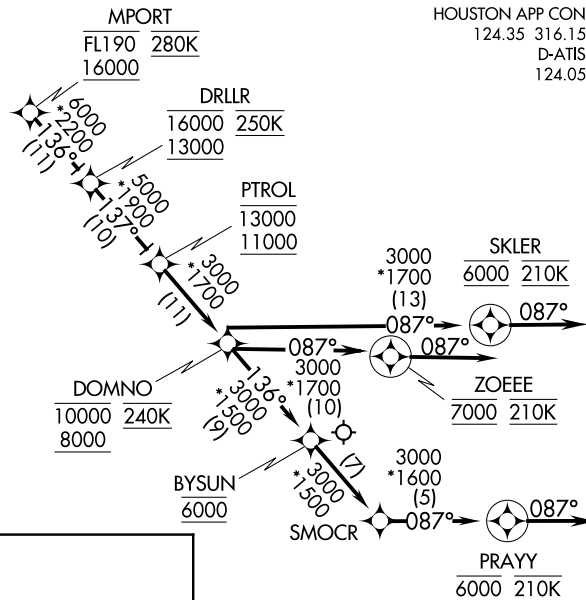 HOUSTON APP CON
124.35 316.15
D-ATIS
124.05
MPORT
FL190 280K
16000
6000
*2200
136°
(11)
DRLLR
16000 250K
13000
5000
*1900
137°
(10)
PTROL
13000
11000
3000
*1700
(11)
3000
*1700
(13)
087°
SKLER
6000 210K
087°
DOMNO
10000 240K
8000
087°
3000
*1700
(10)
087°
ZOEEE
7000 210K
136°
3000
*1500
(9)
BYSUN
6000
(7)
3000
*1500
SMOCR
3000
*1600
(5)
087°
087°
PRAYY
6000 210K